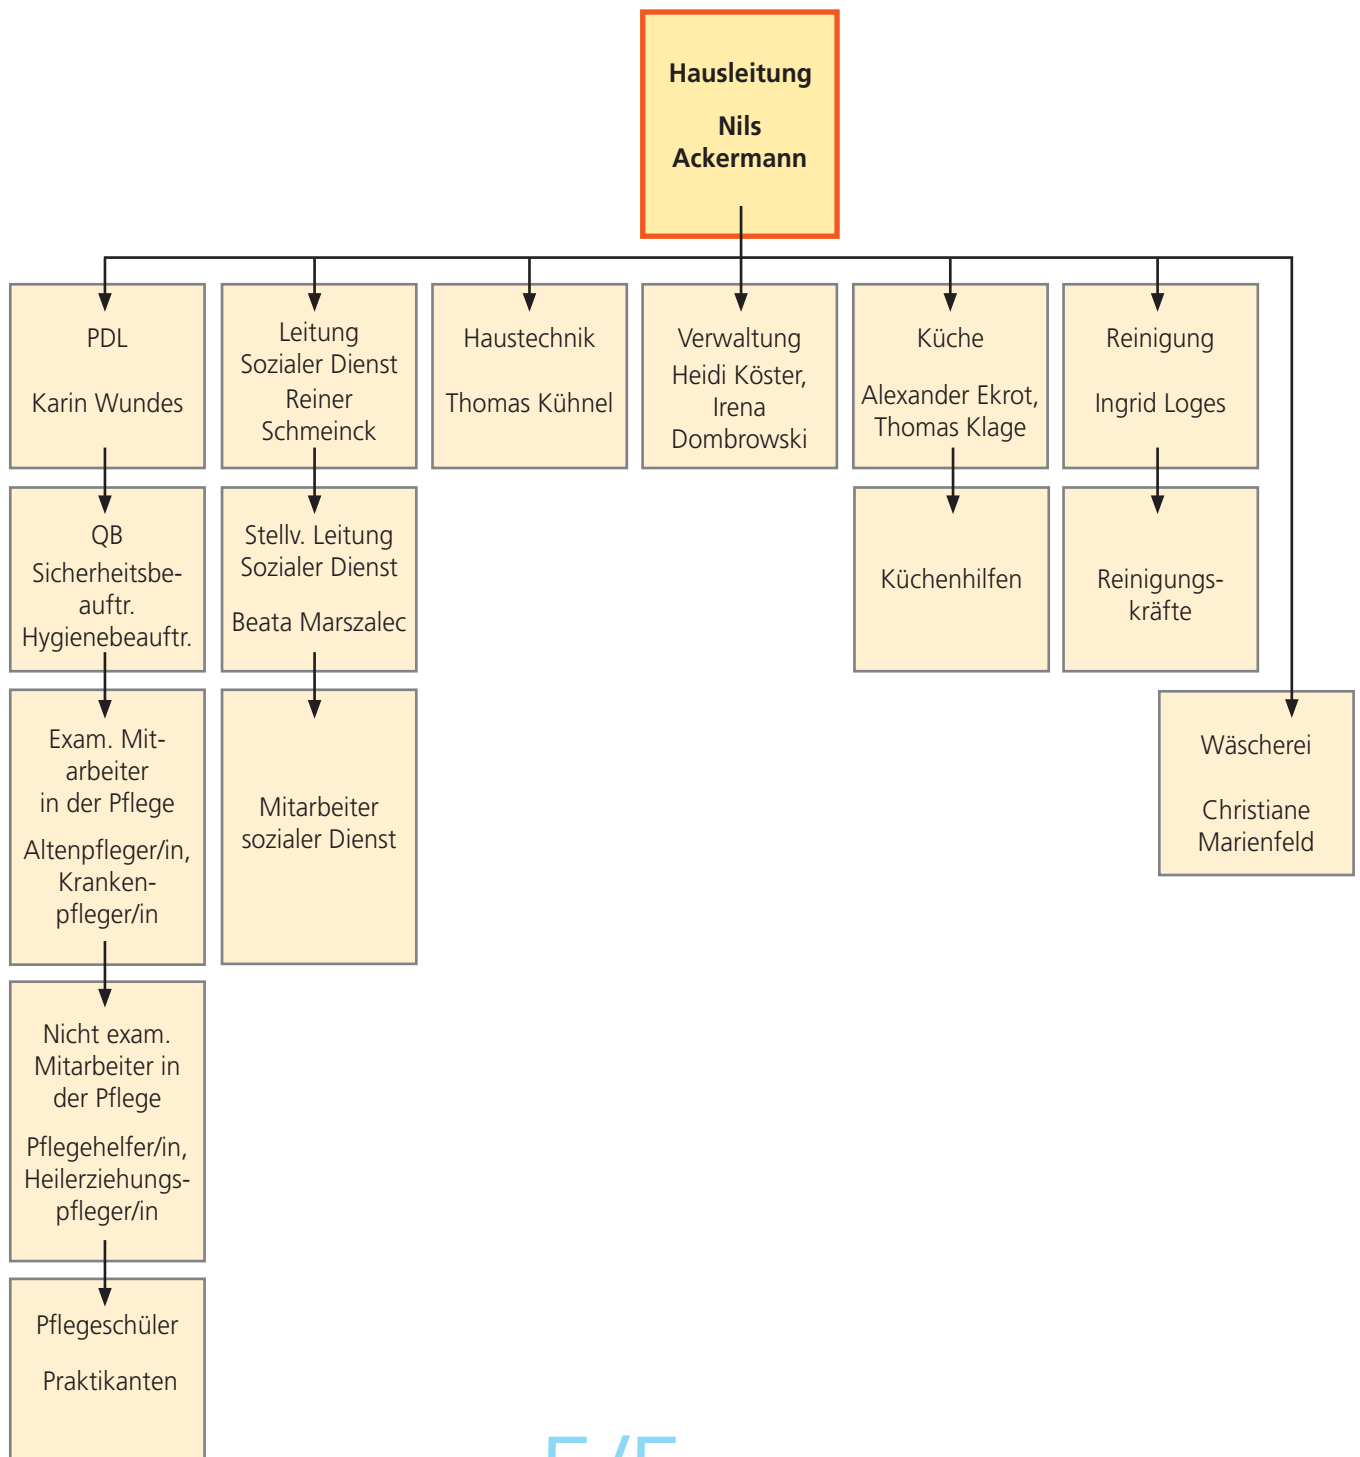 Hausleitung
Nils
Ackermann
PDL
Karin Wundes
Leitung
Sozialer Dienst
Reiner
Schmeinck
Haustechnik
Thomas Kühnel
Verwaltung
Heidi Köster,
Irena
Dombrowski
Küche
Alexander Ekrot,
Thomas Klage
Reinigung
Ingrid Loges
QB
Sicherheitsbe-
auftr.
Hygienebeauftr.
Stellv. Leitung
Sozialer Dienst
Beata Marszalec
Küchenhilfen
Reinigungs-
kräfte
Exam. Mit-
arbeiter
in der Pflege
Altenpfleger/in,
Kranken-
pfleger/in
Mitarbeiter
sozialer Dienst
Wäscherei
Christiane
Marienfeld
Nicht exam.
Mitarbeiter in
der Pflege
Pflegehelfer/in,
Heilerziehungs-
pfleger/in
Pflegeschüler
Praktikanten